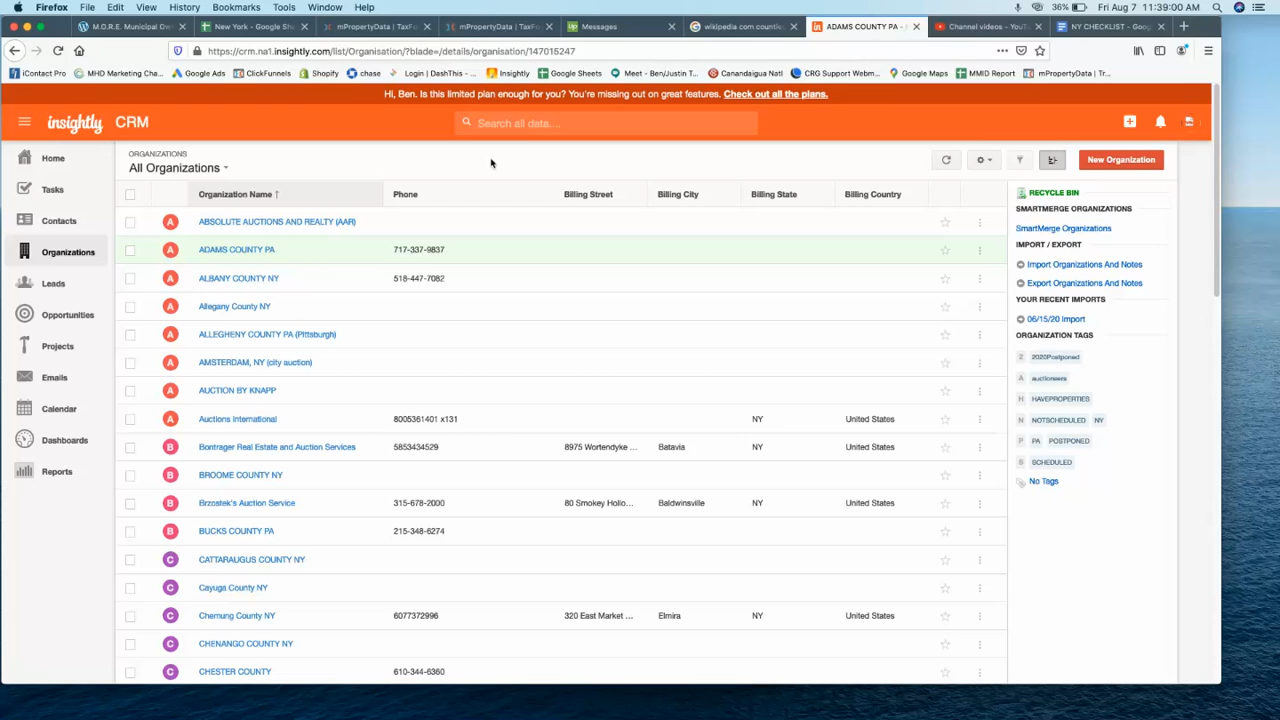 Firefox File Edit View History Bookmarks Tools Window Help 36% Fri Aug 7 11:39:00 AM
M.O.R.E. Municipal Ow New York - Google She mPropertyData | TaxFo mPropertyData | TaxFo Up Messages wikipedia com countie ADAMS COUNTY PA - Channel videos - YouT NY CHECKLIST - Goog
https://crm.na1.insightly.com/list/Organisation/?blade=/details/organisation/147015247
iContact Pro MHD Marketing Cha... Google Ads ClickFunnels Shopify chase Login | DashThis - ... Insightly Google Sheets Meet - Ben/Justin T... Canandaigua Natl CRG Support Webm... Google Maps MMID Report mPropertyData | Tr...
Hi, Ben. Is this limited plan enough for you? You're missing out on great features. Check out all the plans.
insightly CRM Search all data....
Home
Tasks
Contacts
Organizations
Leads
Opportunities
Projects
Emails
Calendar
Dashboards
Reports
ORGANIZATIONS
All Organizations
New Organization
Organization Name ↑ Phone Billing Street Billing City Billing State Billing Country
A ABSOLUTE AUCTIONS AND REALTY (AAR)
A ADAMS COUNTY PA 717-337-9837
A ALBANY COUNTY NY 518-447-7082
A Allegany County NY
A ALLEGHENY COUNTY PA (Pittsburgh)
A AMSTERDAM, NY (city auction)
A AUCTION BY KNAPP
A Auctions International 8005361401 x131 NY United States
B Bontrager Real Estate and Auction Services 5853434529 8975 Wortendyke ... Batavia NY United States
B BROOME COUNTY NY
B Brzostek's Auction Service 315-678-2000 80 Smokey Hollo... Baldwinsville NY United States
B BUCKS COUNTY PA 215-348-6274
C CATTARAUGUS COUNTY NY
C Cayuga County NY
C Chemung County NY 6077372996 320 East Market ... Elmira NY United States
C CHENANGO COUNTY NY
C CHESTER COUNTY 610-344-6360
RECYCLE BIN
SMARTMERGE ORGANIZATIONS
SmartMerge Organizations
IMPORT / EXPORT
Import Organizations And Notes
Export Organizations And Notes
YOUR RECENT IMPORTS
06/15/20 Import
ORGANIZATION TAGS
2 2020Postponed
A auctioneers
H HAVEPROPERTIES
N NOTSCHEDULED NY
P PA POSTPONED
S SCHEDULED
No Tags